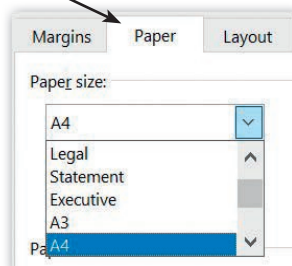 Margins Paper Layout
Paper size:
A4
Legal
Statement
Executive
A3
A4